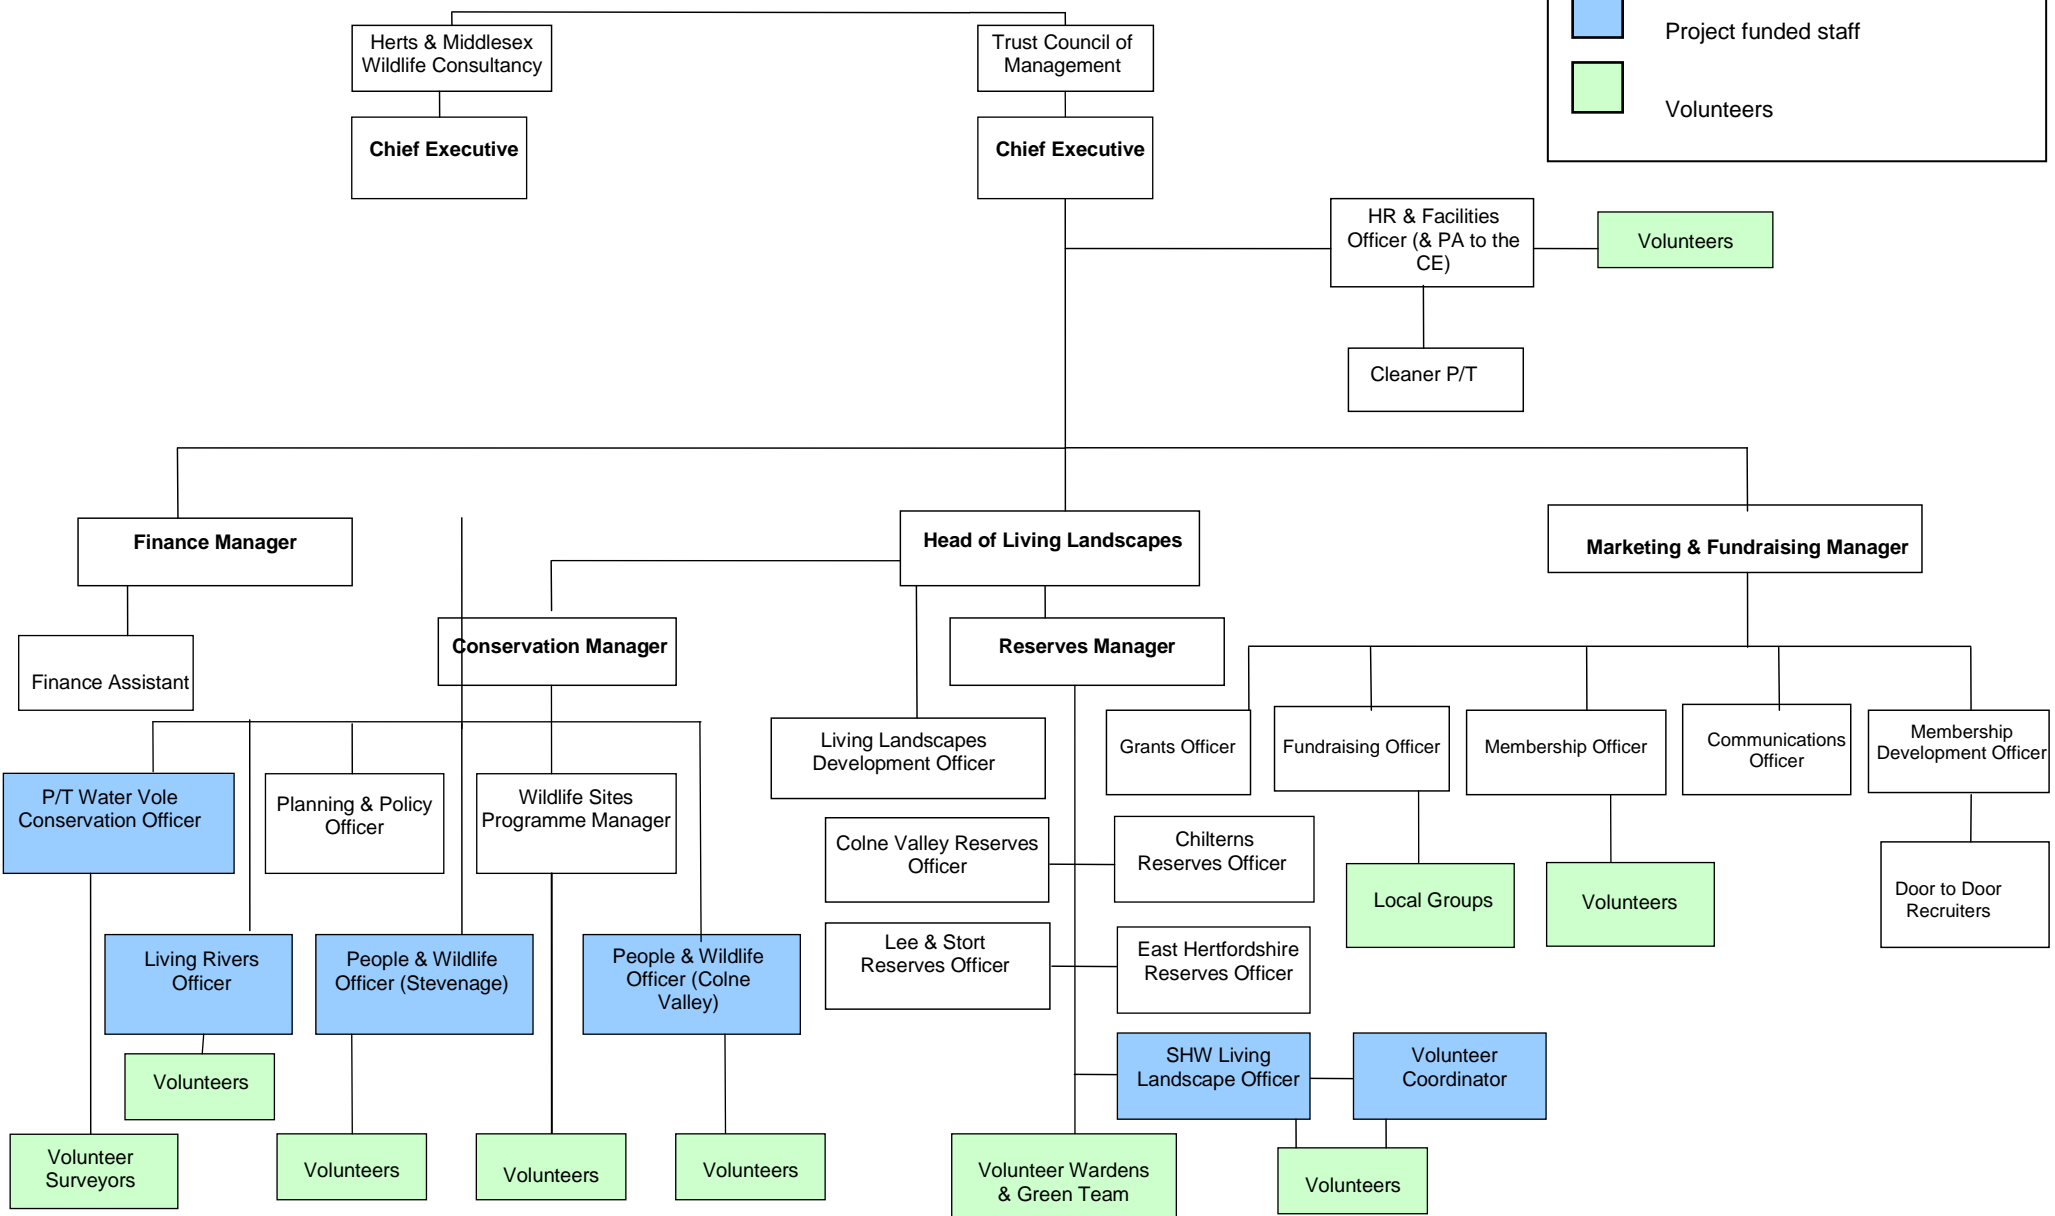 Herts & Middlesex
Wildlife Consultancy
Trust Council of
Management
Project funded staff
Volunteers
Chief Executive
Chief Executive
HR & Facilities
Officer (& PA to the
CE)
Volunteers
Cleaner P/T
Finance Manager
Head of Living Landscapes
Marketing & Fundraising Manager
Finance Assistant
Conservation Manager
Reserves Manager
Living Landscapes
Development Officer
Grants Officer
Fundraising Officer
Membership Officer
Communications
Officer
Membership
Development Officer
P/T Water Vole
Conservation Officer
Planning & Policy
Officer
Wildlife Sites
Programme Manager
Colne Valley Reserves
Officer
Chilterns
Reserves Officer
Local Groups
Volunteers
Door to Door
Recruiters
Living Rivers
Officer
People & Wildlife
Officer (Stevenage)
People & Wildlife
Officer (Colne
Valley)
Lee & Stort
Reserves Officer
East Hertfordshire
Reserves Officer
SHW Living
Landscape Officer
Volunteer
Coordinator
Volunteers
Volunteer
Surveyors
Volunteers
Volunteers
Volunteers
Volunteer Wardens
& Green Team
Volunteers